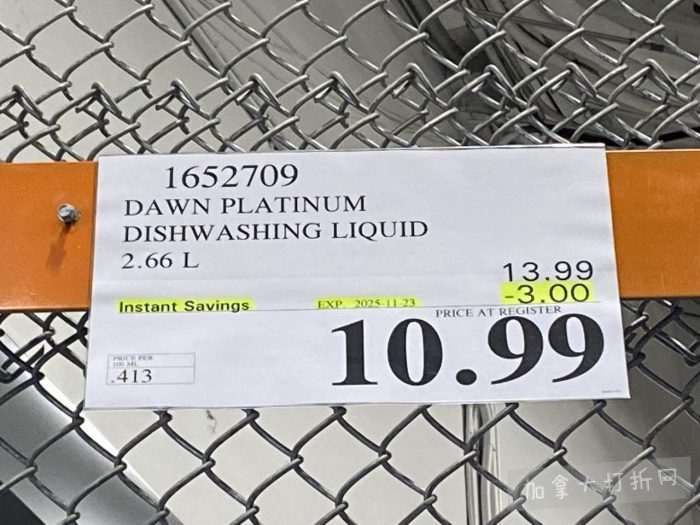 1652709
DAWN PLATINUM
DISHWASHING LIQUID
2.66 L
13.99
Instant Savings EXP. 2025-11-23 -3.00
PRICE AT REGISTER
PRICE PER
100 ML
.413
10.99
加拿大打折网